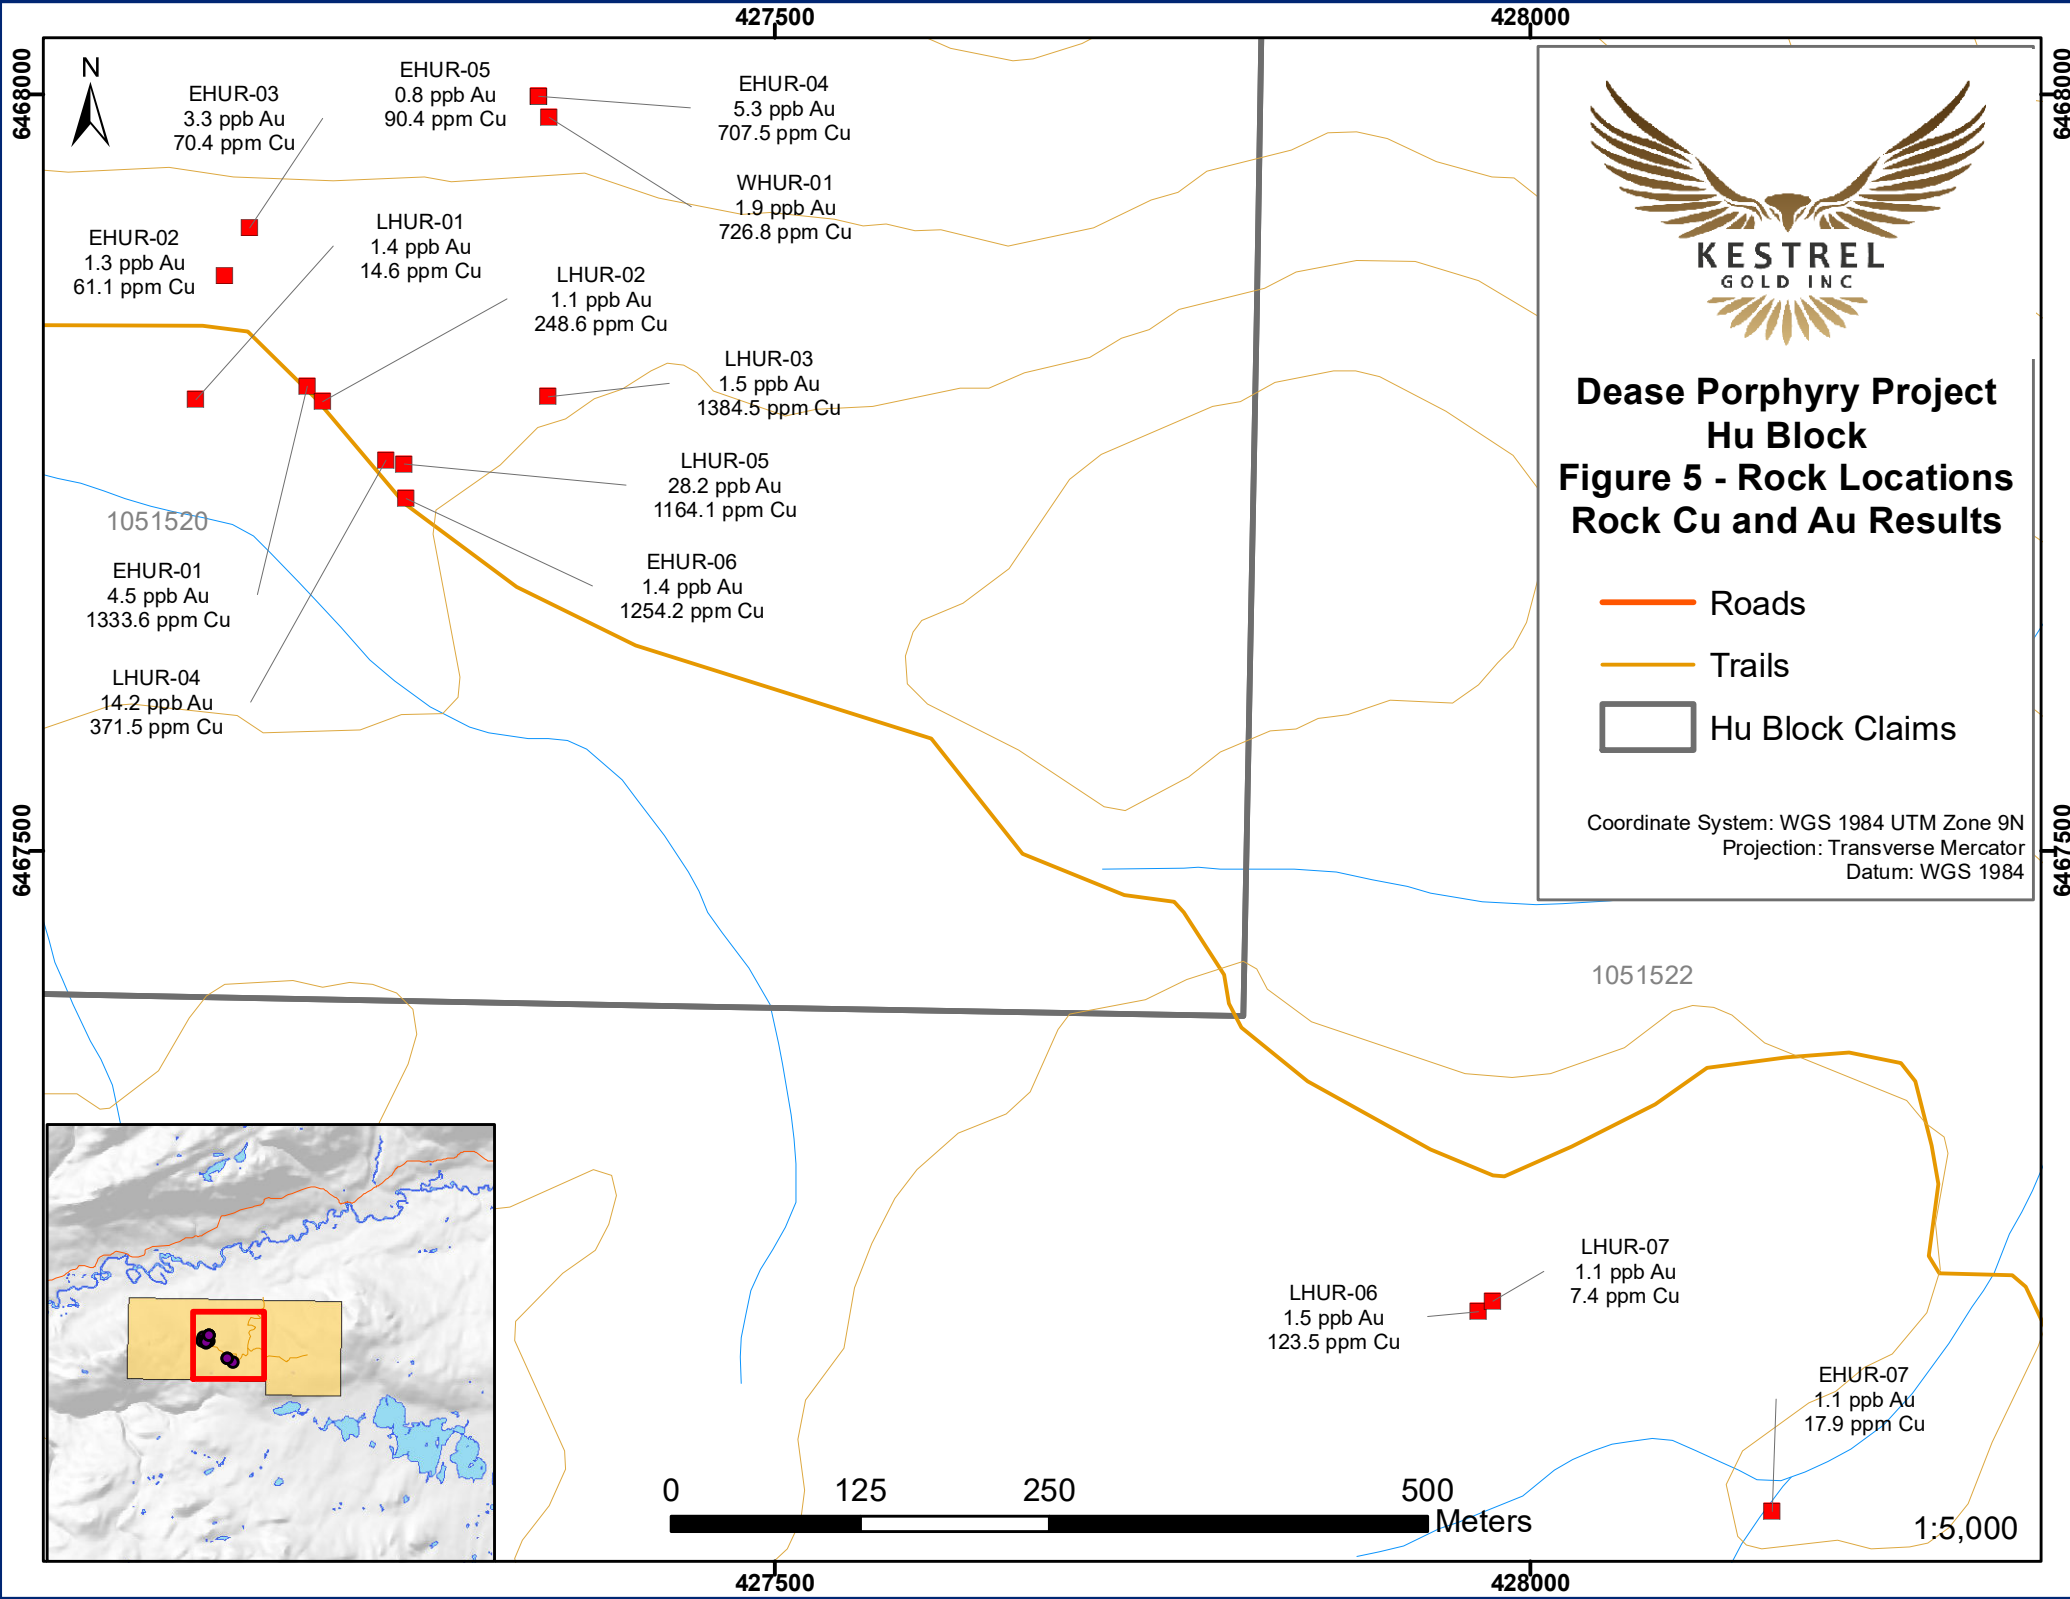 427500
428000
6468000
6468000
N
EHUR-03
3.3 ppb Au
70.4 ppm Cu
EHUR-05
0.8 ppb Au
90.4 ppm Cu
EHUR-04
5.3 ppb Au
707.5 ppm Cu
WHUR-01
1.9 ppb Au
726.8 ppm Cu
EHUR-02
1.3 ppb Au
61.1 ppm Cu
LHUR-01
1.4 ppb Au
14.6 ppm Cu
LHUR-02
1.1 ppb Au
248.6 ppm Cu
LHUR-03
1.5 ppb Au
1384.5 ppm Cu
LHUR-05
28.2 ppb Au
1164.1 ppm Cu
1051520
EHUR-01
4.5 ppb Au
1333.6 ppm Cu
EHUR-06
1.4 ppb Au
1254.2 ppm Cu
LHUR-04
14.2 ppb Au
371.5 ppm Cu
KESTREL
GOLD INC
Dease Porphyry Project
Hu Block
Figure 5 - Rock Locations
Rock Cu and Au Results
Roads
Trails
Hu Block Claims
Coordinate System: WGS 1984 UTM Zone 9N
Projection: Transverse Mercator
Datum: WGS 1984
6467500
6467500
1051522
LHUR-07
1.1 ppb Au
7.4 ppm Cu
LHUR-06
1.5 ppb Au
123.5 ppm Cu
EHUR-07
1.1 ppb Au
17.9 ppm Cu
0 125 250 500
Meters
1:5,000
427500
428000